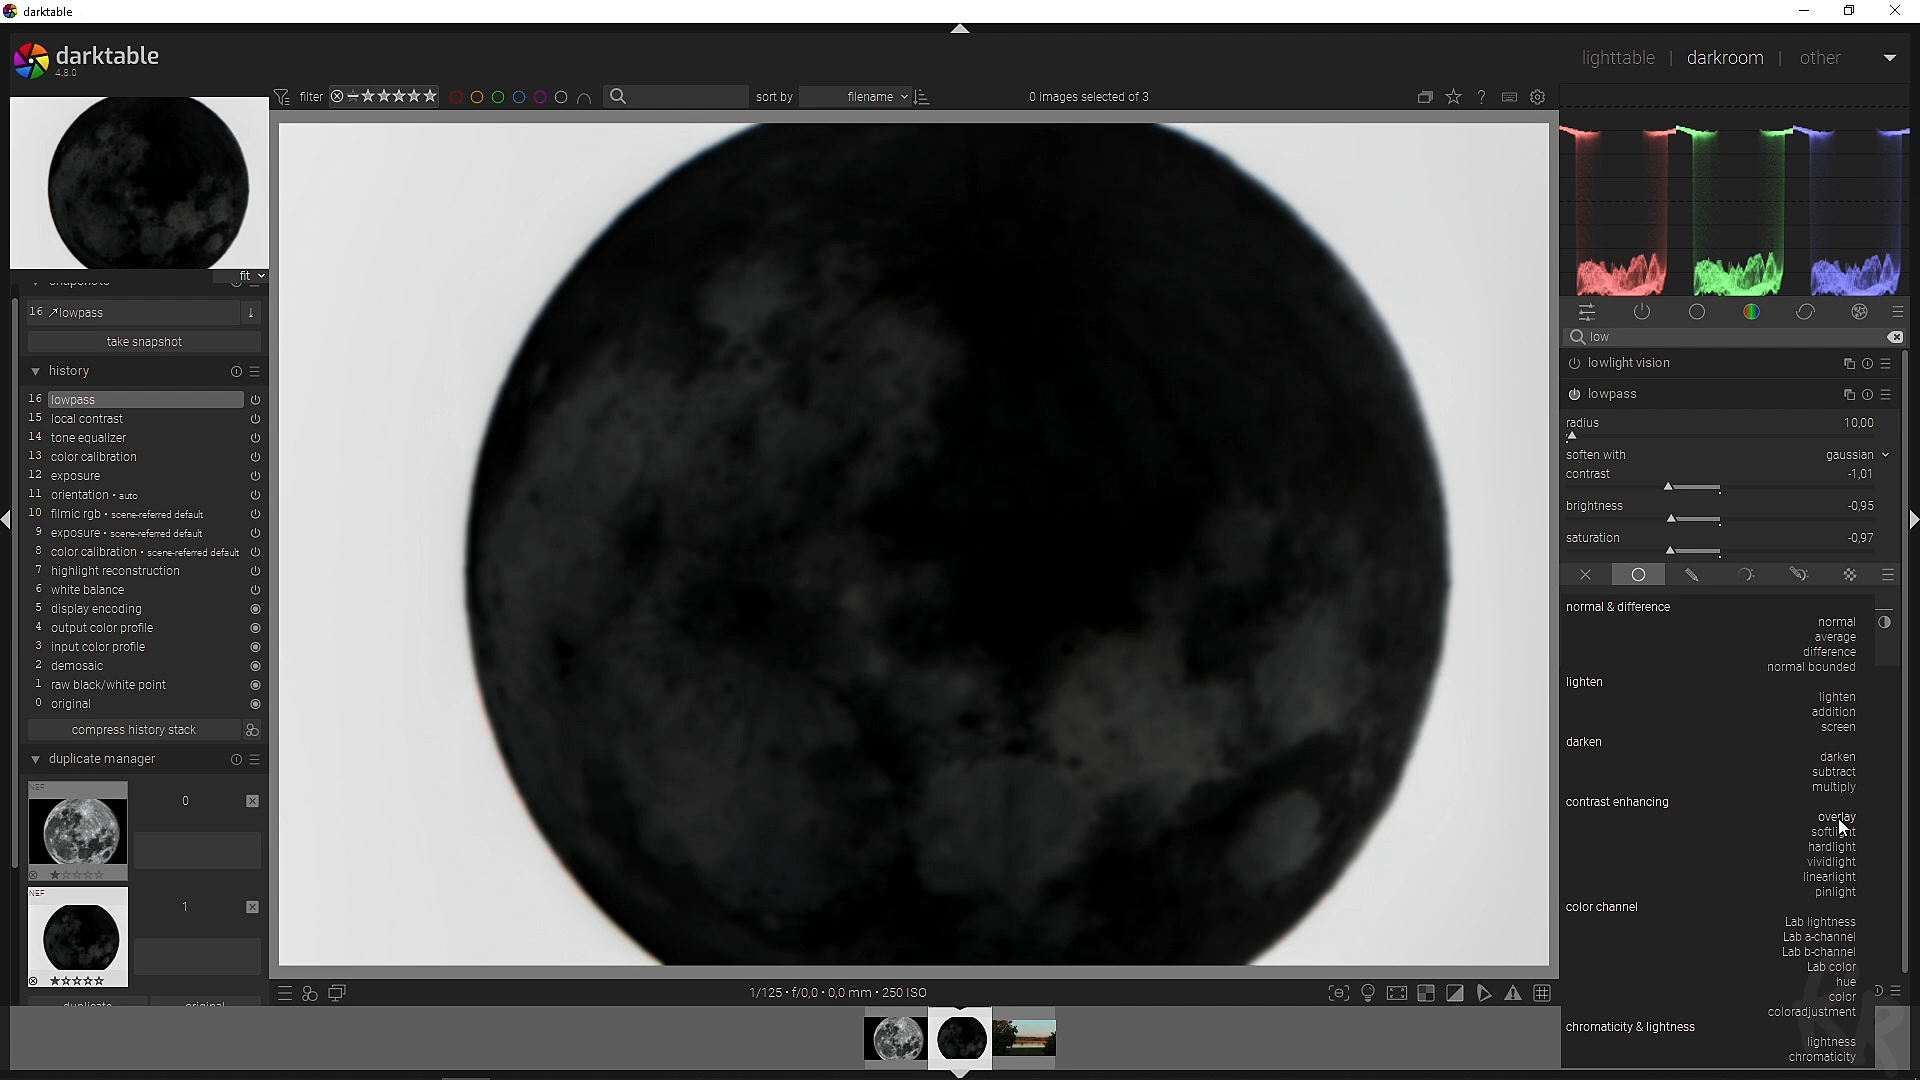 darktable
darktable
4.8.0
lighttable | darkroom | other
filter
sort by filename
0 images selected of 3
fit
snapshots
16 ↗lowpass
take snapshot
history
16 lowpass
15 local contrast
14 tone equalizer
13 color calibration
12 exposure
11 orientation • auto
10 filmic rgb • scene-referred default
9 exposure • scene-referred default
8 color calibration • scene-referred default
7 highlight reconstruction
6 white balance
5 display encoding
4 output color profile
3 input color profile
2 demosaic
1 raw black/white point
0 original
compress history stack
duplicate manager
NEF
0
NEF
1
duplicate original
1/125 • f/0,0 • 0,0 mm • 250 ISO
low
lowlight vision
lowpass
radius 10,00
soften with gaussian
contrast -1,01
brightness -0,95
saturation -0,97
normal & difference
normal
average
difference
normal bounded
lighten
lighten
addition
screen
darken
darken
subtract
multiply
contrast enhancing
overlay
softlight
hardlight
vividlight
linearlight
pinlight
color channel
Lab lightness
Lab a-channel
Lab b-channel
Lab color
hue
color
coloradjustment
chromaticity & lightness
lightness
chromaticity